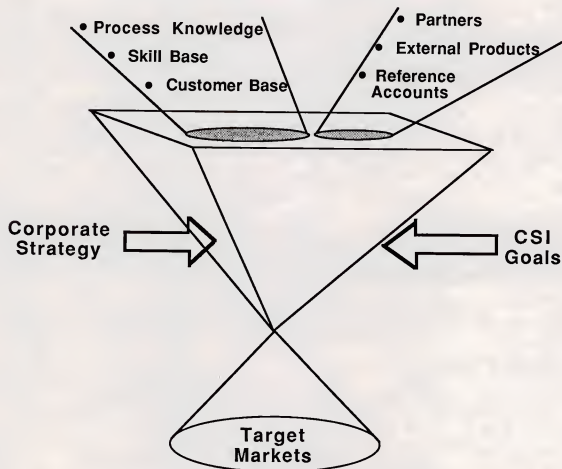 • Process Knowledge
• Skill Base
• Customer Base
• Partners
• External Products
• Reference
Accounts
Corporate
Strategy
CSI
Goals
Target
Markets